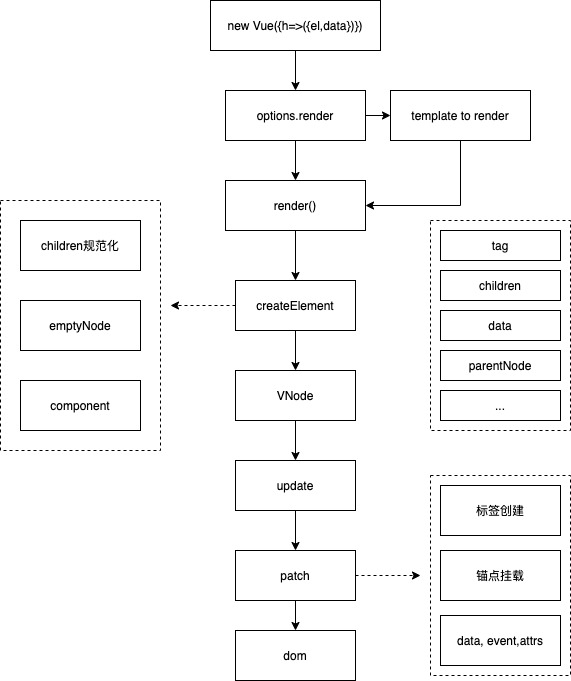 new Vue({h=>({el,data})})
options.render
template to render
render()
children规范化
emptyNode
component
createElement
tag
children
data
parentNode
...
VNode
update
patch
dom
标签创建
锚点挂载
data, event,attrs